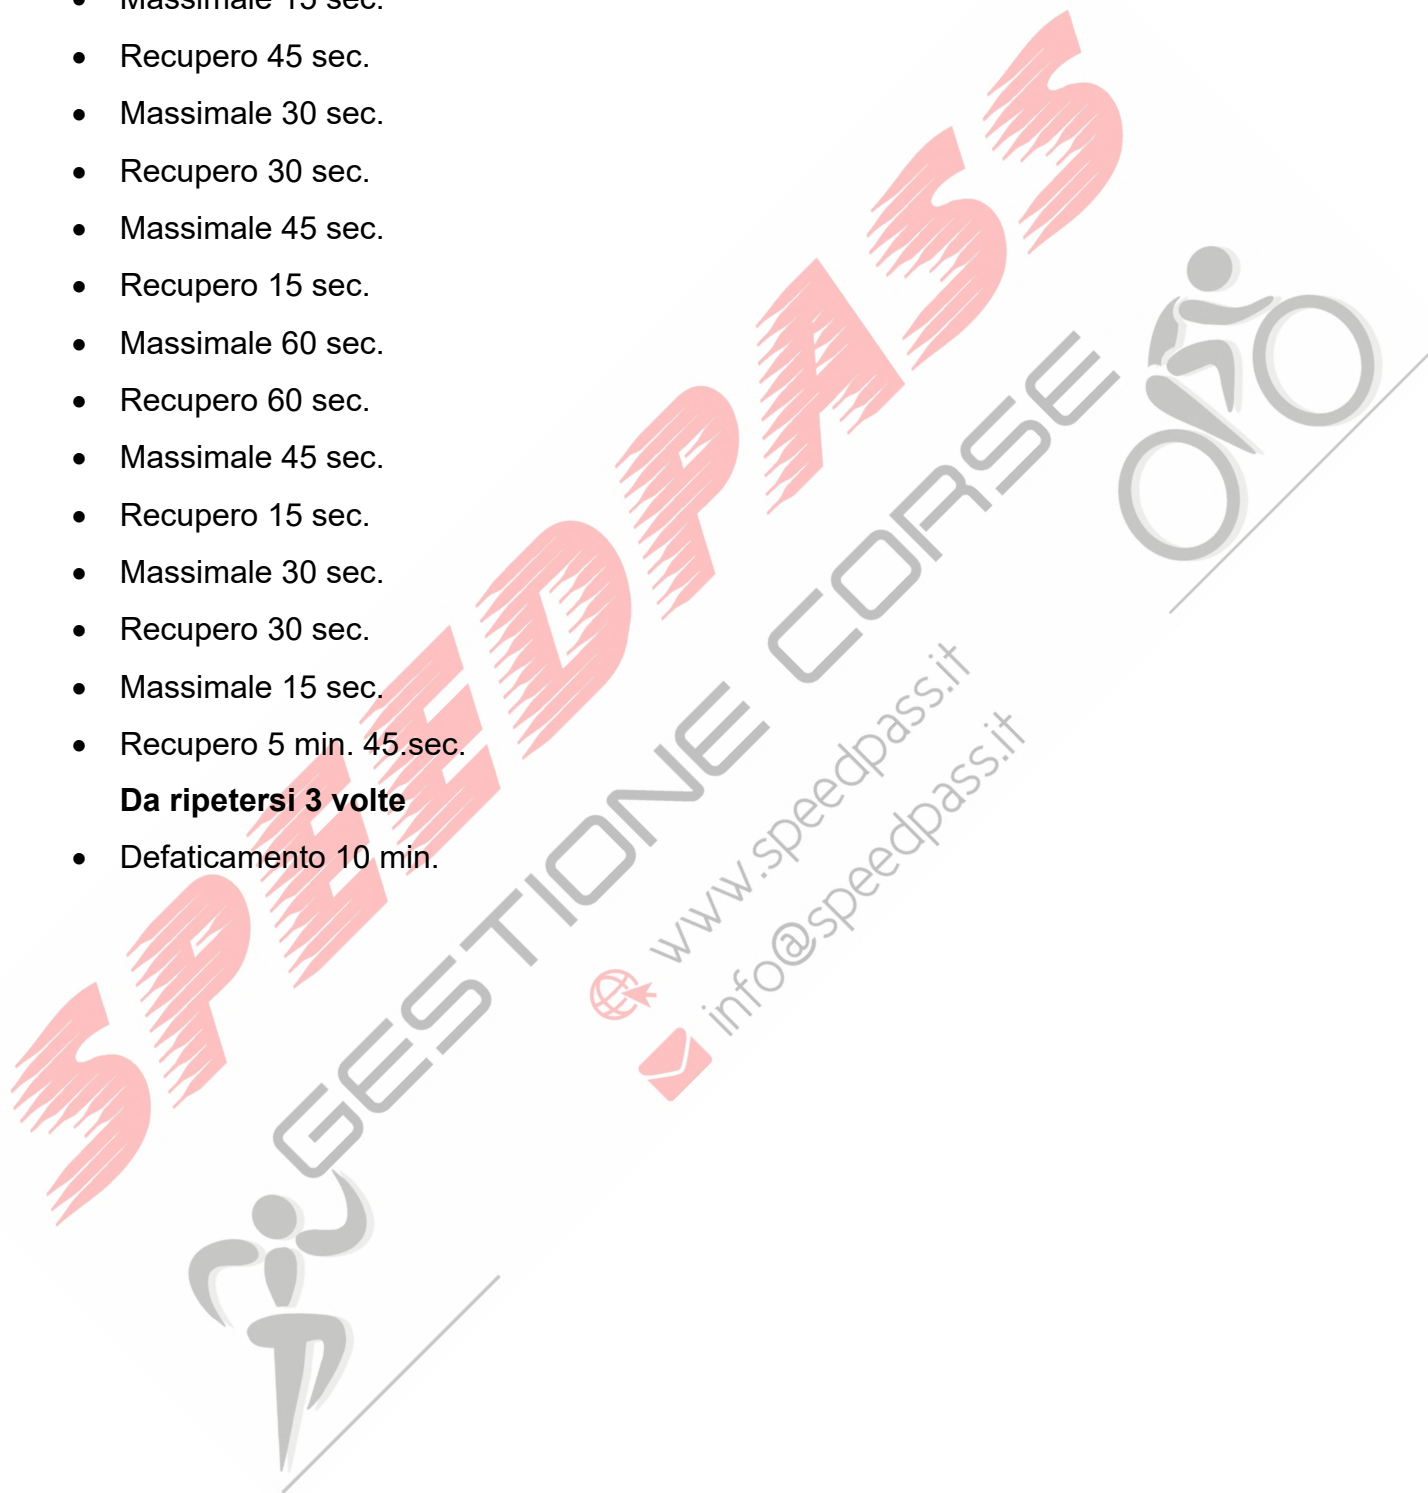 Massimale 15 sec.
Recupero 45 sec.
Massimale 30 sec.
Recupero 30 sec.
Massimale 45 sec.
Recupero 15 sec.
Massimale 60 sec.
Recupero 60 sec.
Massimale 45 sec.
Recupero 15 sec.
Massimale 30 sec.
Recupero 30 sec.
Massimale 15 sec.
Recupero 5 min. 45.sec.
Da ripetersi 3 volte
Defaticamento 10 min.
SPEEDPASS
GESTIONE CORSE
www.speedpass.it
info@speedpass.it